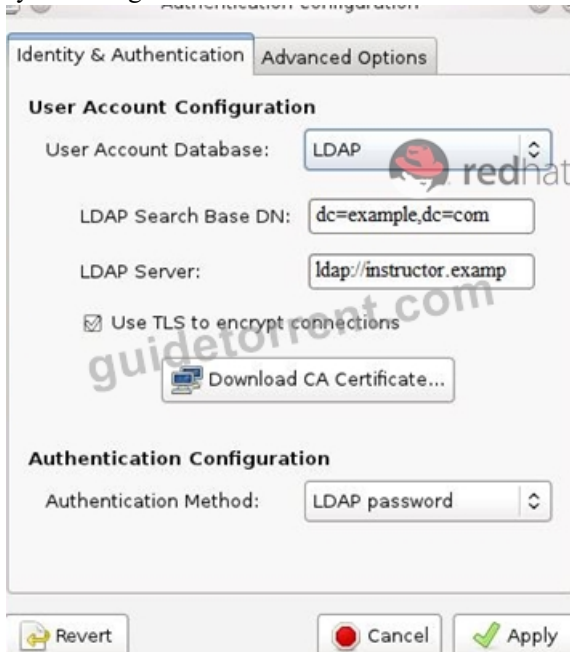 Authentication Configuration
Identity & Authentication
Advanced Options
User Account Configuration
User Account Database:
LDAP
redhat
LDAP Search Base DN:
dc=example,dc=com
LDAP Server:
ldap://instructor.examp
Use TLS to encrypt connections
guidetorrent.com
Download CA Certificate...
Authentication Configuration
Authentication Method:
LDAP password
Revert
Cancel
Apply